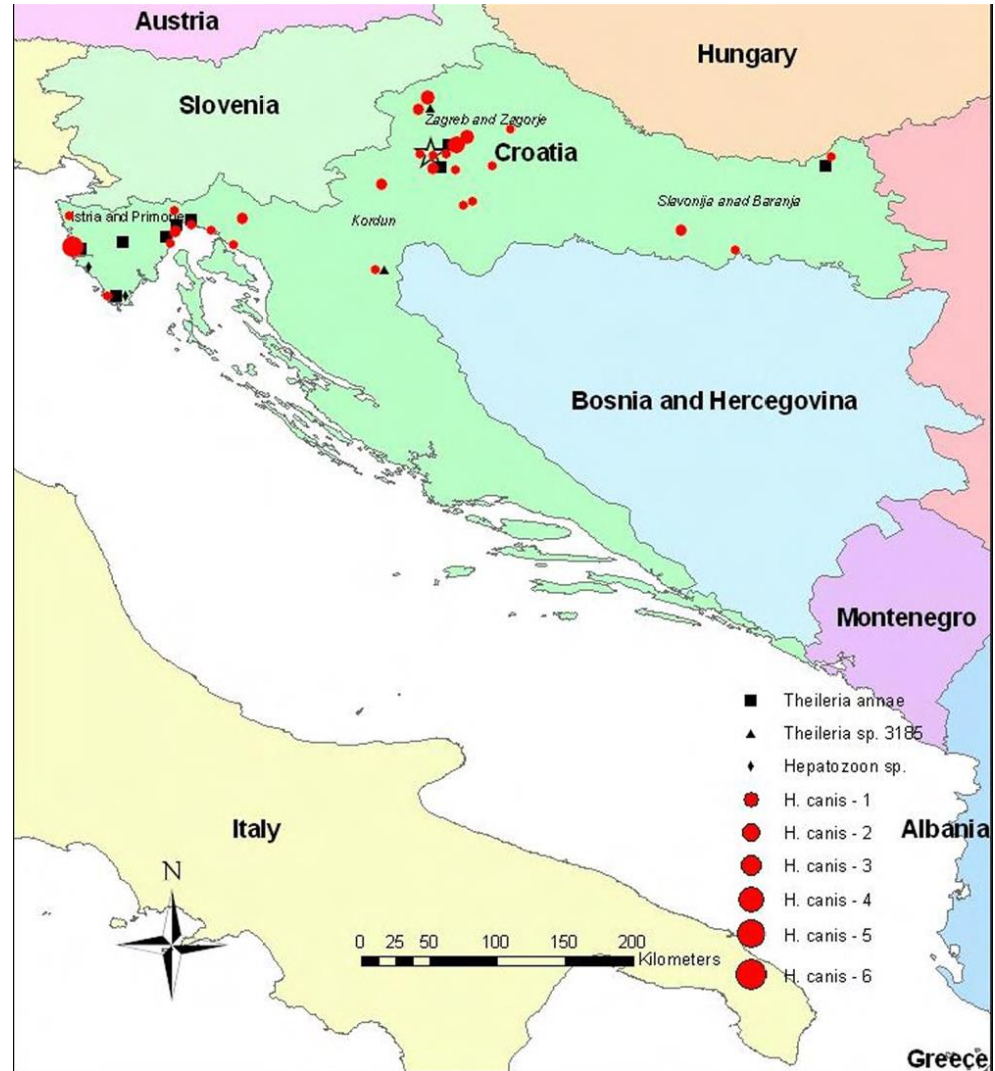 Austria
Hungary
Slovenia
Zagreb and Zagorje
Croatia
Slavonija anad Baranja
Istria and Primorje
Kordun
Bosnia and Hercegovina
Montenegro
Theileria annae
Theileria sp. 3185
Hepatozoon sp.
H. canis - 1
Italy
Albania
H. canis - 2
H. canis - 3
N
H. canis - 4
0 25 50 100 150 200
Kilometers
H. canis - 5
H. canis - 6
Greece